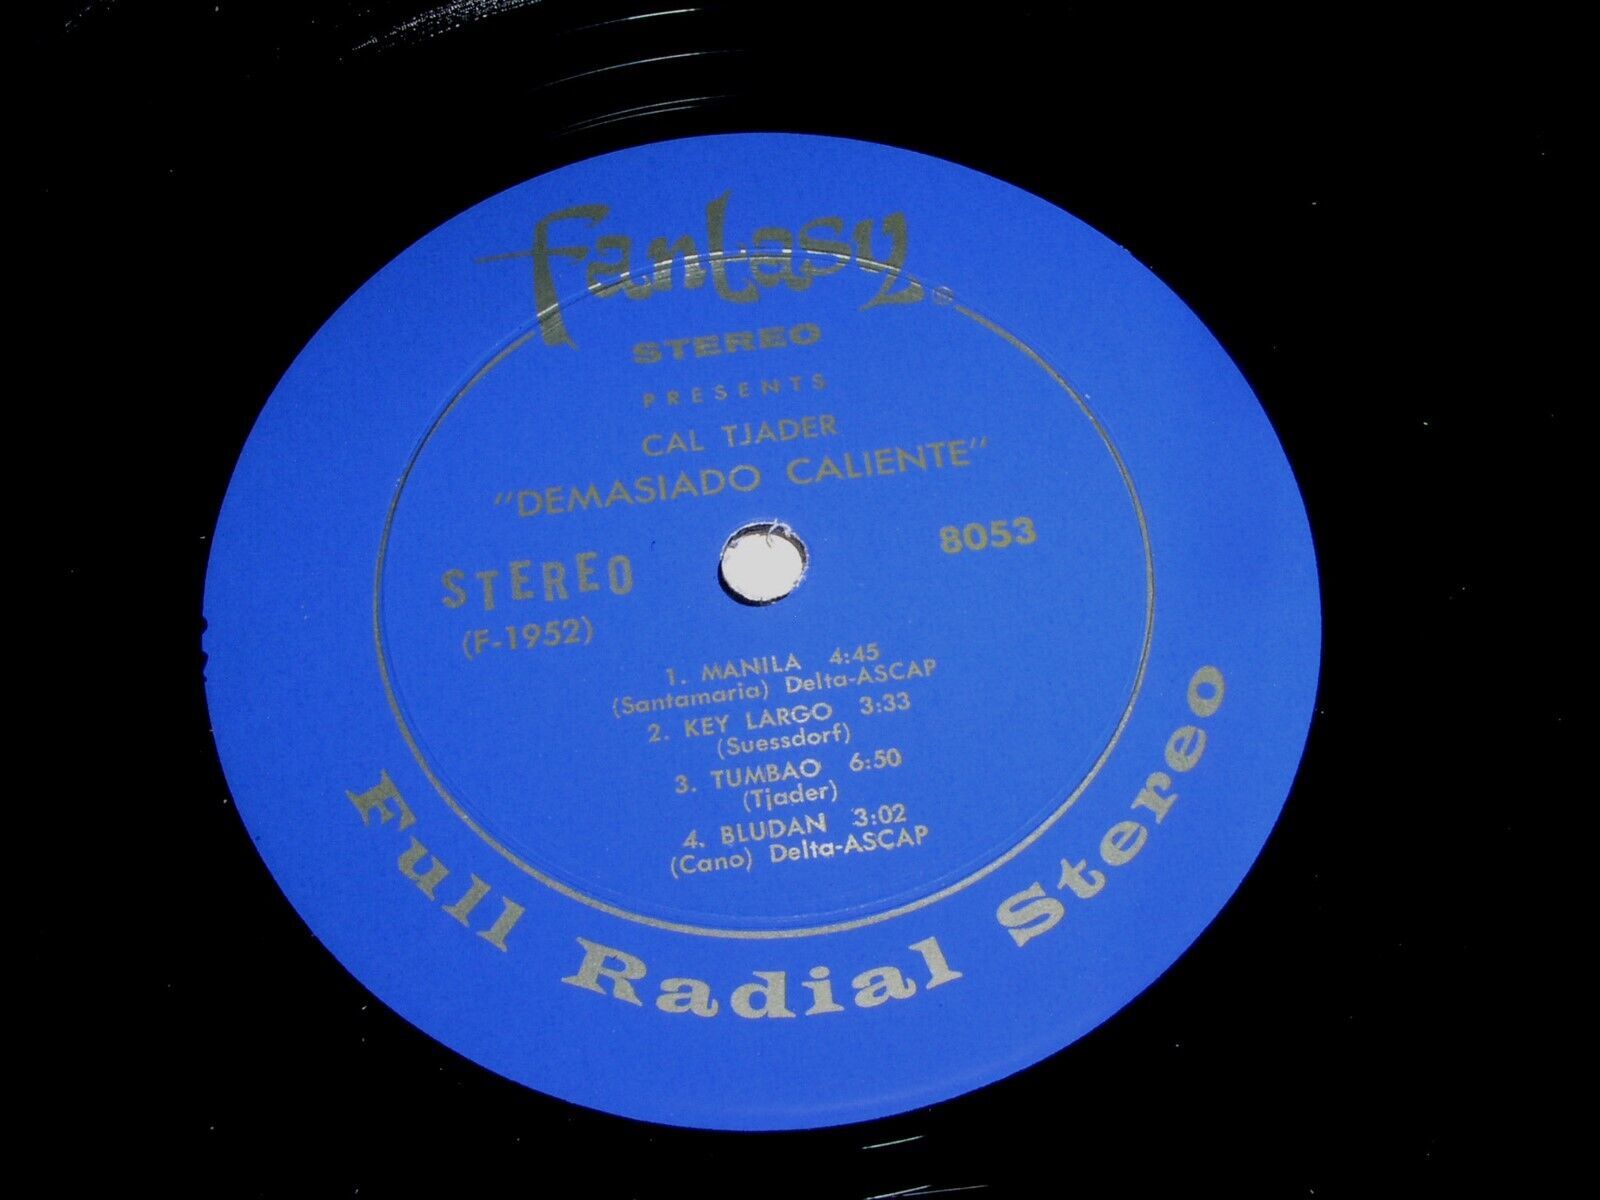 Fantasy ®
STEREO
PRESENTS
CAL TJADER
"DEMASIADO CALIENTE"
STEREO
8053
(F-1952)
1. MANILA 4:45
(Santamaria) Delta-ASCAP
2. KEY LARGO 3:33
(Suessdorf)
3. TUMBAO 6:50
(Tjader)
4. BLUDAN 3:02
(Cano) Delta-ASCAP
Full Radial Stereo